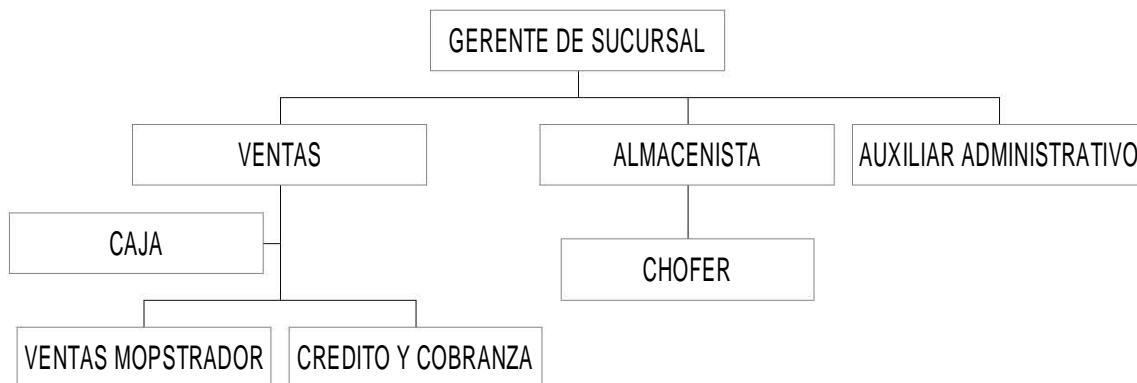 GERENTE DE SUCURSAL
VENTAS
ALMACENISTA
AUXILIAR ADMINISTRATIVO
CAJA
CHOFER
VENTAS MOPSTRADOR
CREDITO Y COBRANZA